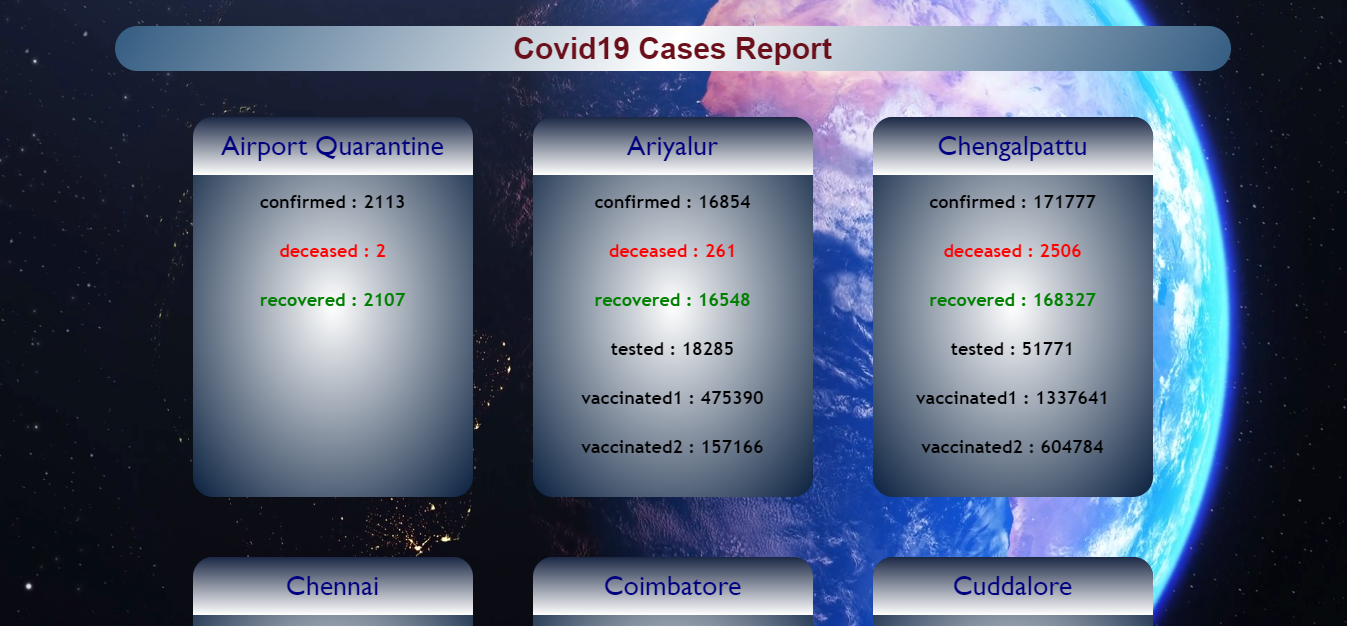 Covid19 Cases Report
Airport Quarantine
confirmed : 2113
deceased : 2
recovered : 2107
Ariyalur
confirmed : 16854
deceased : 261
recovered : 16548
tested : 18285
vaccinated1 : 475390
vaccinated2 : 157166
Chengalpattu
confirmed : 171777
deceased : 2506
recovered : 168327
tested : 51771
vaccinated1 : 1337641
vaccinated2 : 604784
Chennai
Coimbatore
Cuddalore